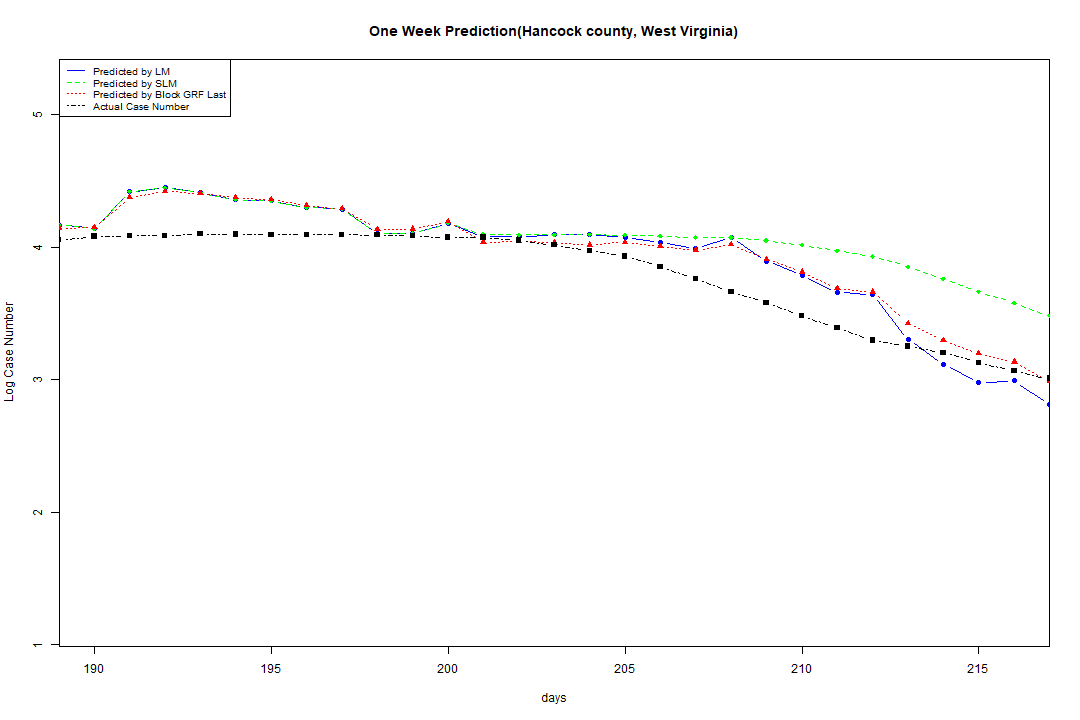 One Week Prediction(Hancock county, West Virginia)
Predicted by LM
Predicted by SLM
Predicted by Block GRF Last
Actual Case Number
5
4
3
2
1
Log Case Number
190 195 200 205 210 215
days